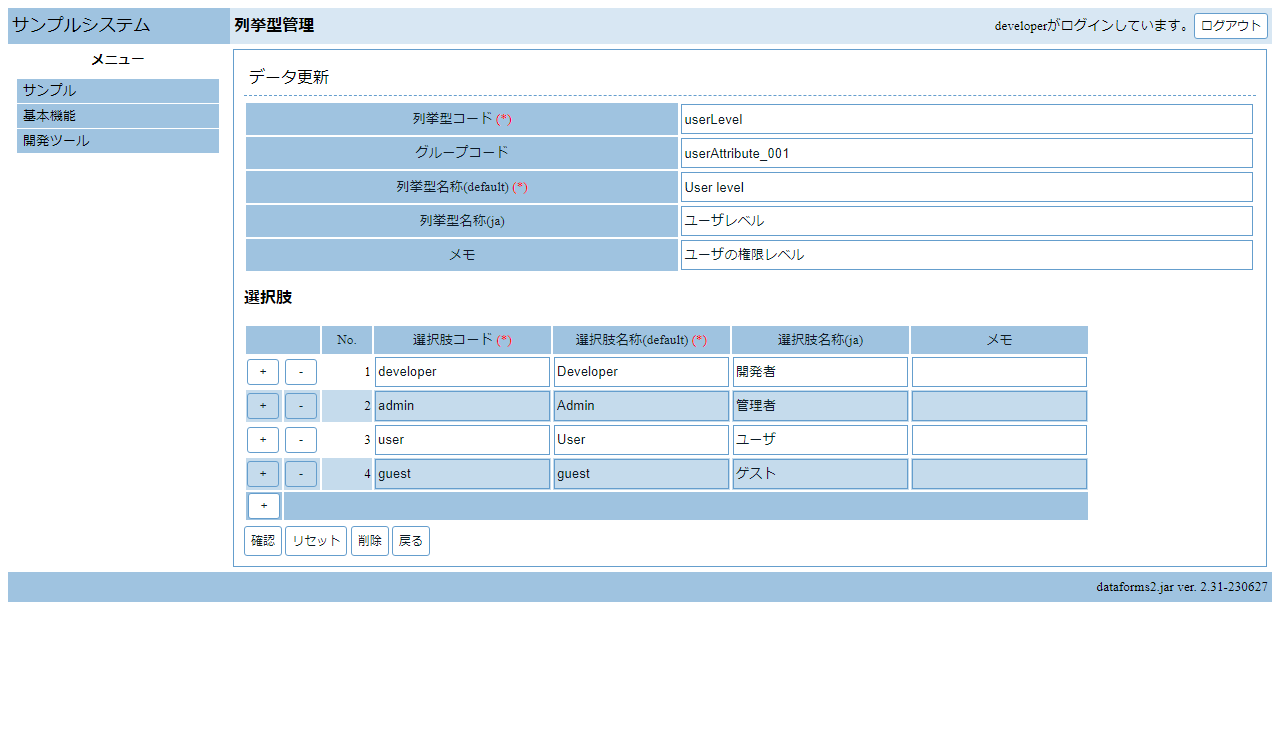 サンプルシステム
列挙型管理
developerがログインしています。 ログアウト
メニュー
サンプル
基本機能
開発ツール
データ更新
列挙型コード (*) userLevel
グループコード userAttribute_001
列挙型名称(default) (*) User level
列挙型名称(ja) ユーザレベル
メモ ユーザの権限レベル
選択肢
No. 選択肢コード (*) 選択肢名称(default) (*) 選択肢名称(ja) メモ
+ - 1 developer Developer 開発者
+ - 2 admin Admin 管理者
+ - 3 user User ユーザ
+ - 4 guest guest ゲスト
+
確認 リセット 削除 戻る
dataforms2.jar ver. 2.31-230627